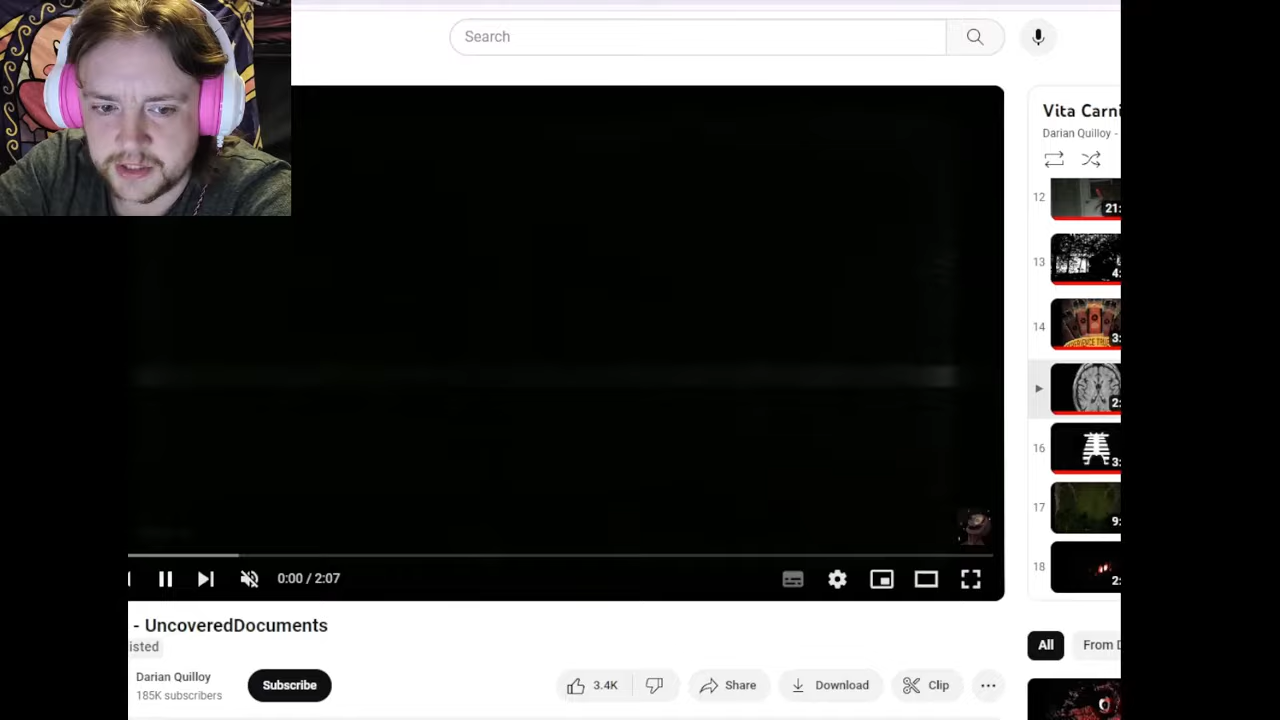 Search
Vita Carni
Darian Quilloy -
12
21:
13
4:
14
3:
2:
16
3:
17
9:
18
2:
0:00 / 2:07
- UncoveredDocuments
isted
Darian Quilloy
185K subscribers
Subscribe
3.4K
Share
Download
Clip
All
From D